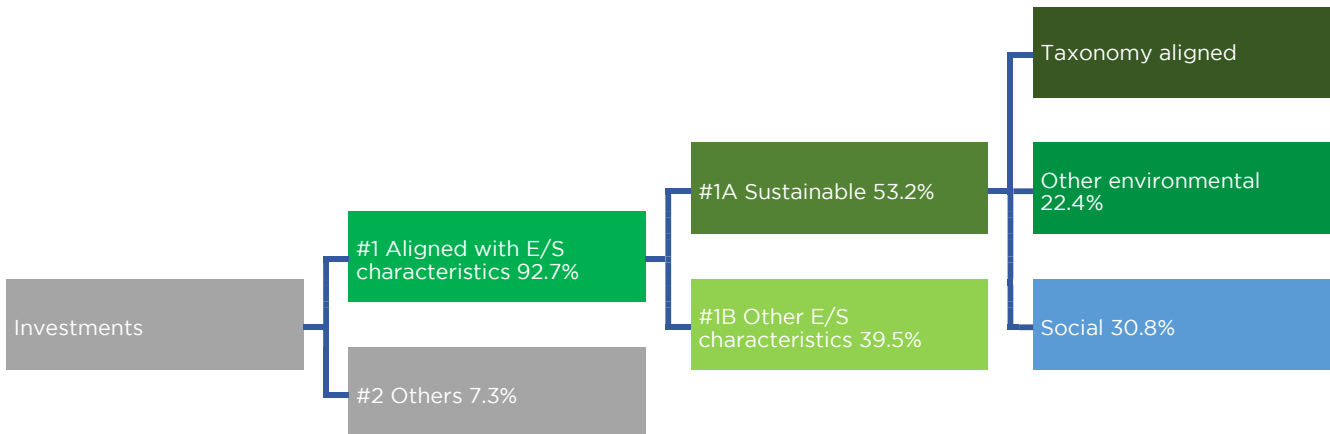 Investments
#1 Aligned with E/S
characteristics 92.7%
#2 Others 7.3%
#1A Sustainable 53.2%
#1B Other E/S
characteristics 39.5%
Taxonomy aligned
Other environmental
22.4%
Social 30.8%